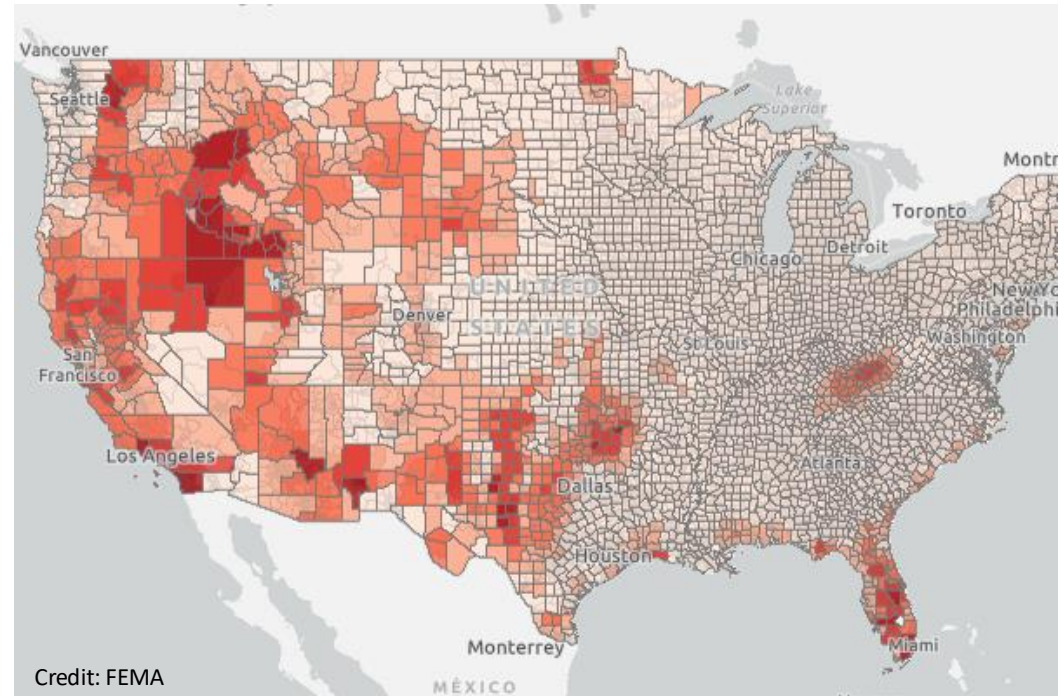 Vancouver
Seattle
Lake
Superior
Montr
Toronto
Detroit
Chicago
UNITED
STATES
Denver
New Yo
Philadelphi
Washington
St Louis
San
Francisco
Los Angeles
Atlanta
Dallas
Houston
Miami
Monterrey
MÉXICO
Credit: FEMA